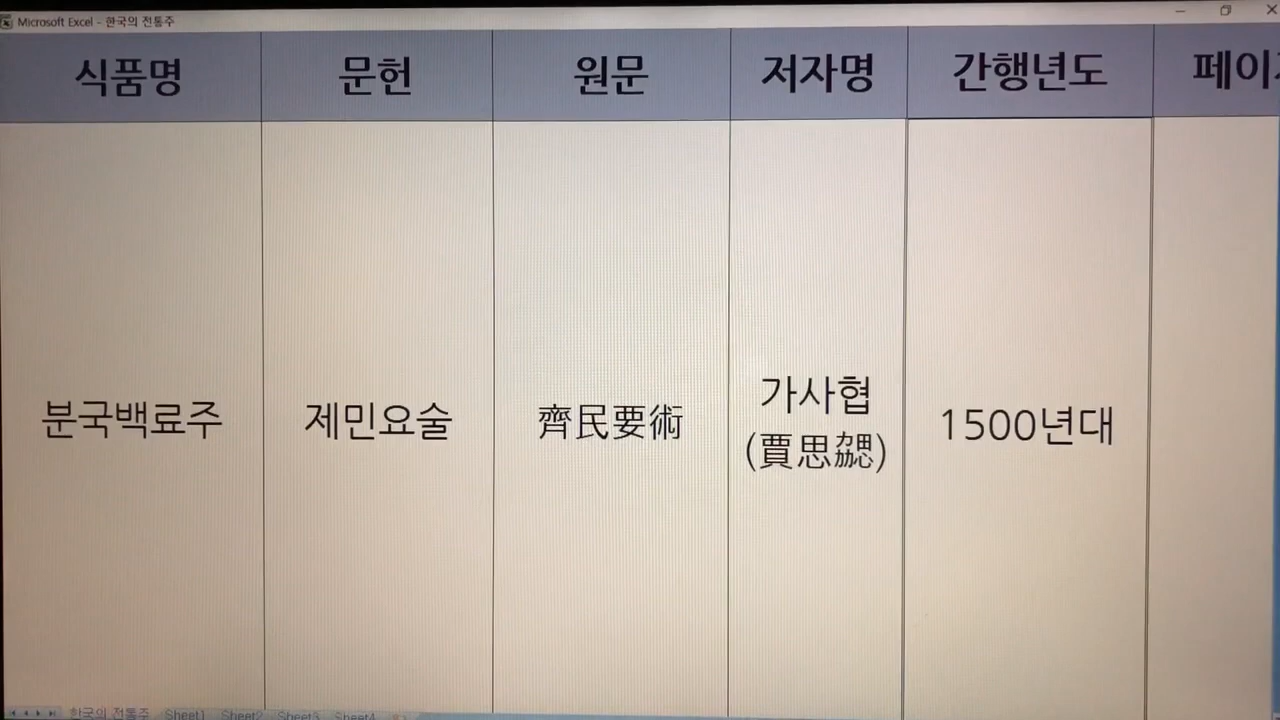 Microsoft Excel - 한국의 전통주
식품명 문헌 원문 저자명 간행년도 페이지
분국백료주 제민요술 齊民要術 가사협 1500년대
(賈思勰)
한국의 전통주 Sheet1 Sheet2 Sheet3 Sheet4